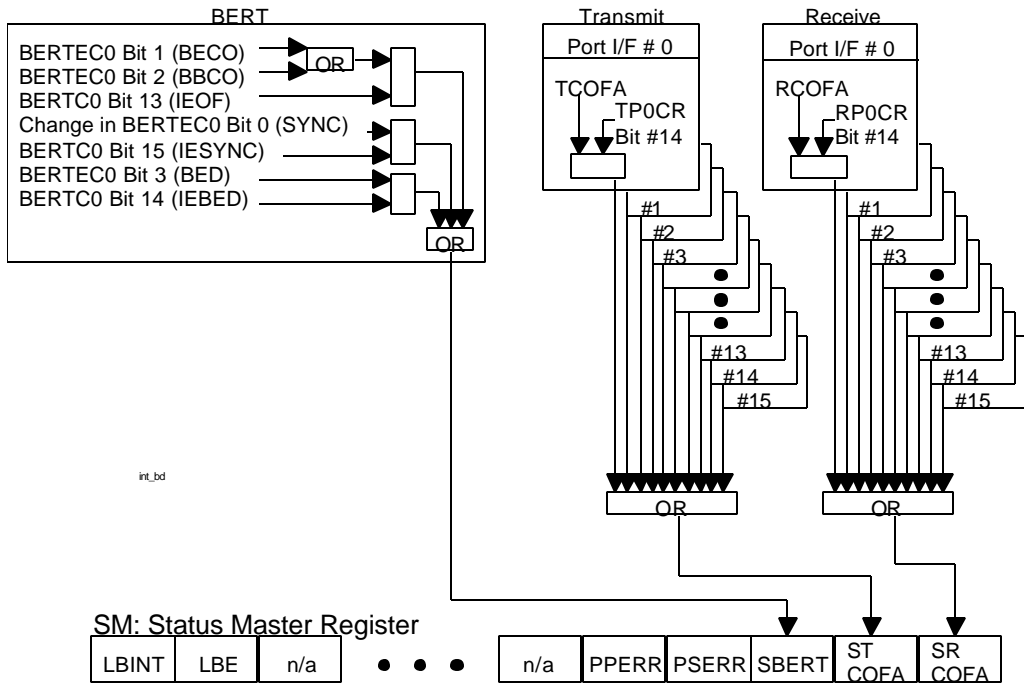 BERT
BERTEC0 Bit 1 (BECO)
OR
BERTEC0 Bit 2 (BBCO)
BERTC0 Bit 13 (IEOF)
Change in BERTEC0 Bit 0 (SYNC)
BERTC0 Bit 15 (IESYNC)
BERTEC0 Bit 3 (BED)
BERTC0 Bit 14 (IEBED)
OR
Transmit
Port I/F # 0
TCOFA
TP0CR
Bit #14
#1
#2
#3
#13
#14
#15
OR
Receive
Port I/F # 0
RCOFA
RP0CR
Bit #14
#1
#2
#3
#13
#14
#15
OR
int_bd
SM: Status Master Register
LBINT LBE n/a n/a PPERR PSERR SBERT ST COFA SR COFA